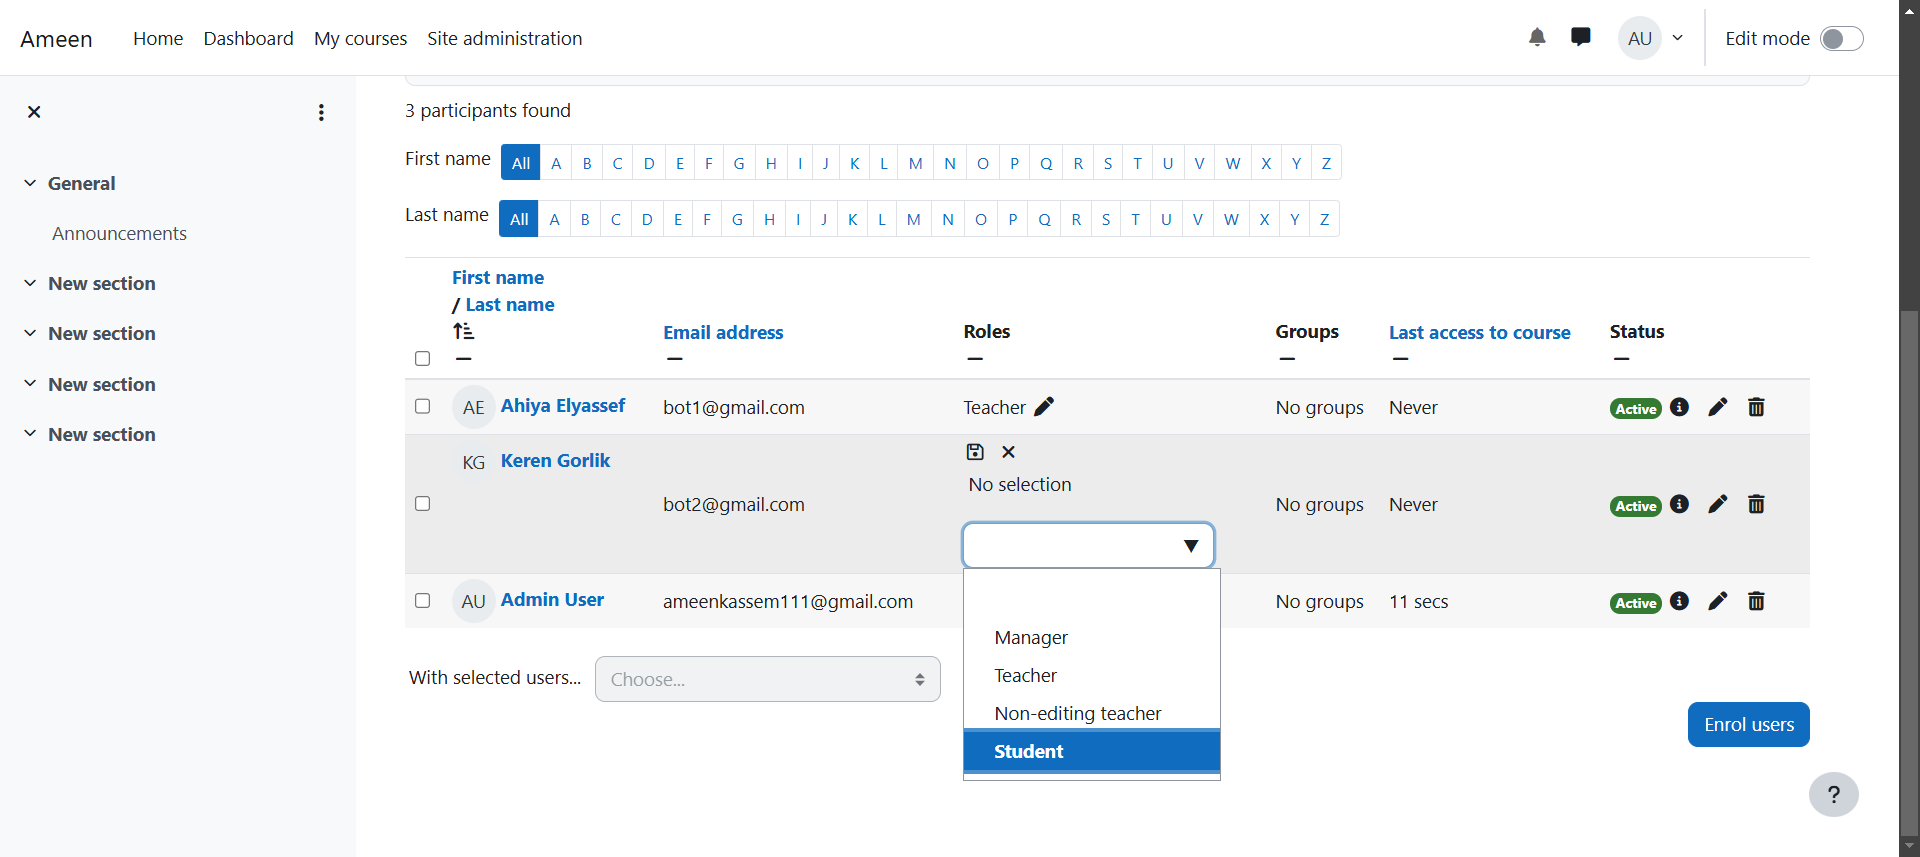 Ameen Home Dashboard My courses Site administration AU Edit mode
General
Announcements
New section
New section
New section
New section
3 participants found
First name All A B C D E F G H I J K L M N O P Q R S T U V W X Y Z
Last name All A B C D E F G H I J K L M N O P Q R S T U V W X Y Z
First name
/ Last name
Email address Roles Groups Last access to course Status
AE Ahiya Elyassef bot1@gmail.com Teacher No groups Never Active
KG Keren Gorlik
No selection
bot2@gmail.com No groups Never Active
AU Admin User ameenkassem111@gmail.com No groups 11 secs Active
Manager
Teacher
Non-editing teacher
Student
With selected users... Choose...
Enrol users
?